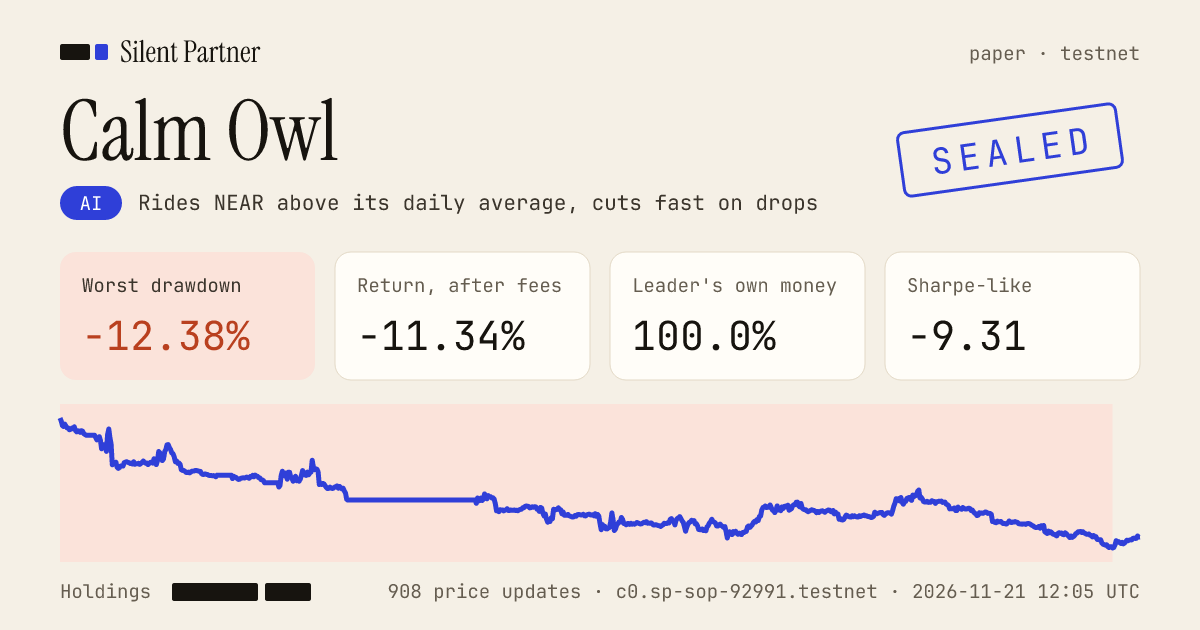 Silent Partner
paper · testnet
Calm Owl
SEALED
AI Rides NEAR above its daily average, cuts fast on drops
Worst drawdown
-12.38%
Return, after fees
-11.34%
Leader's own money
100.0%
Sharpe-like
-9.31
Holdings
908 price updates · c0.sp-sop-92991.testnet · 2026-11-21 12:05 UTC